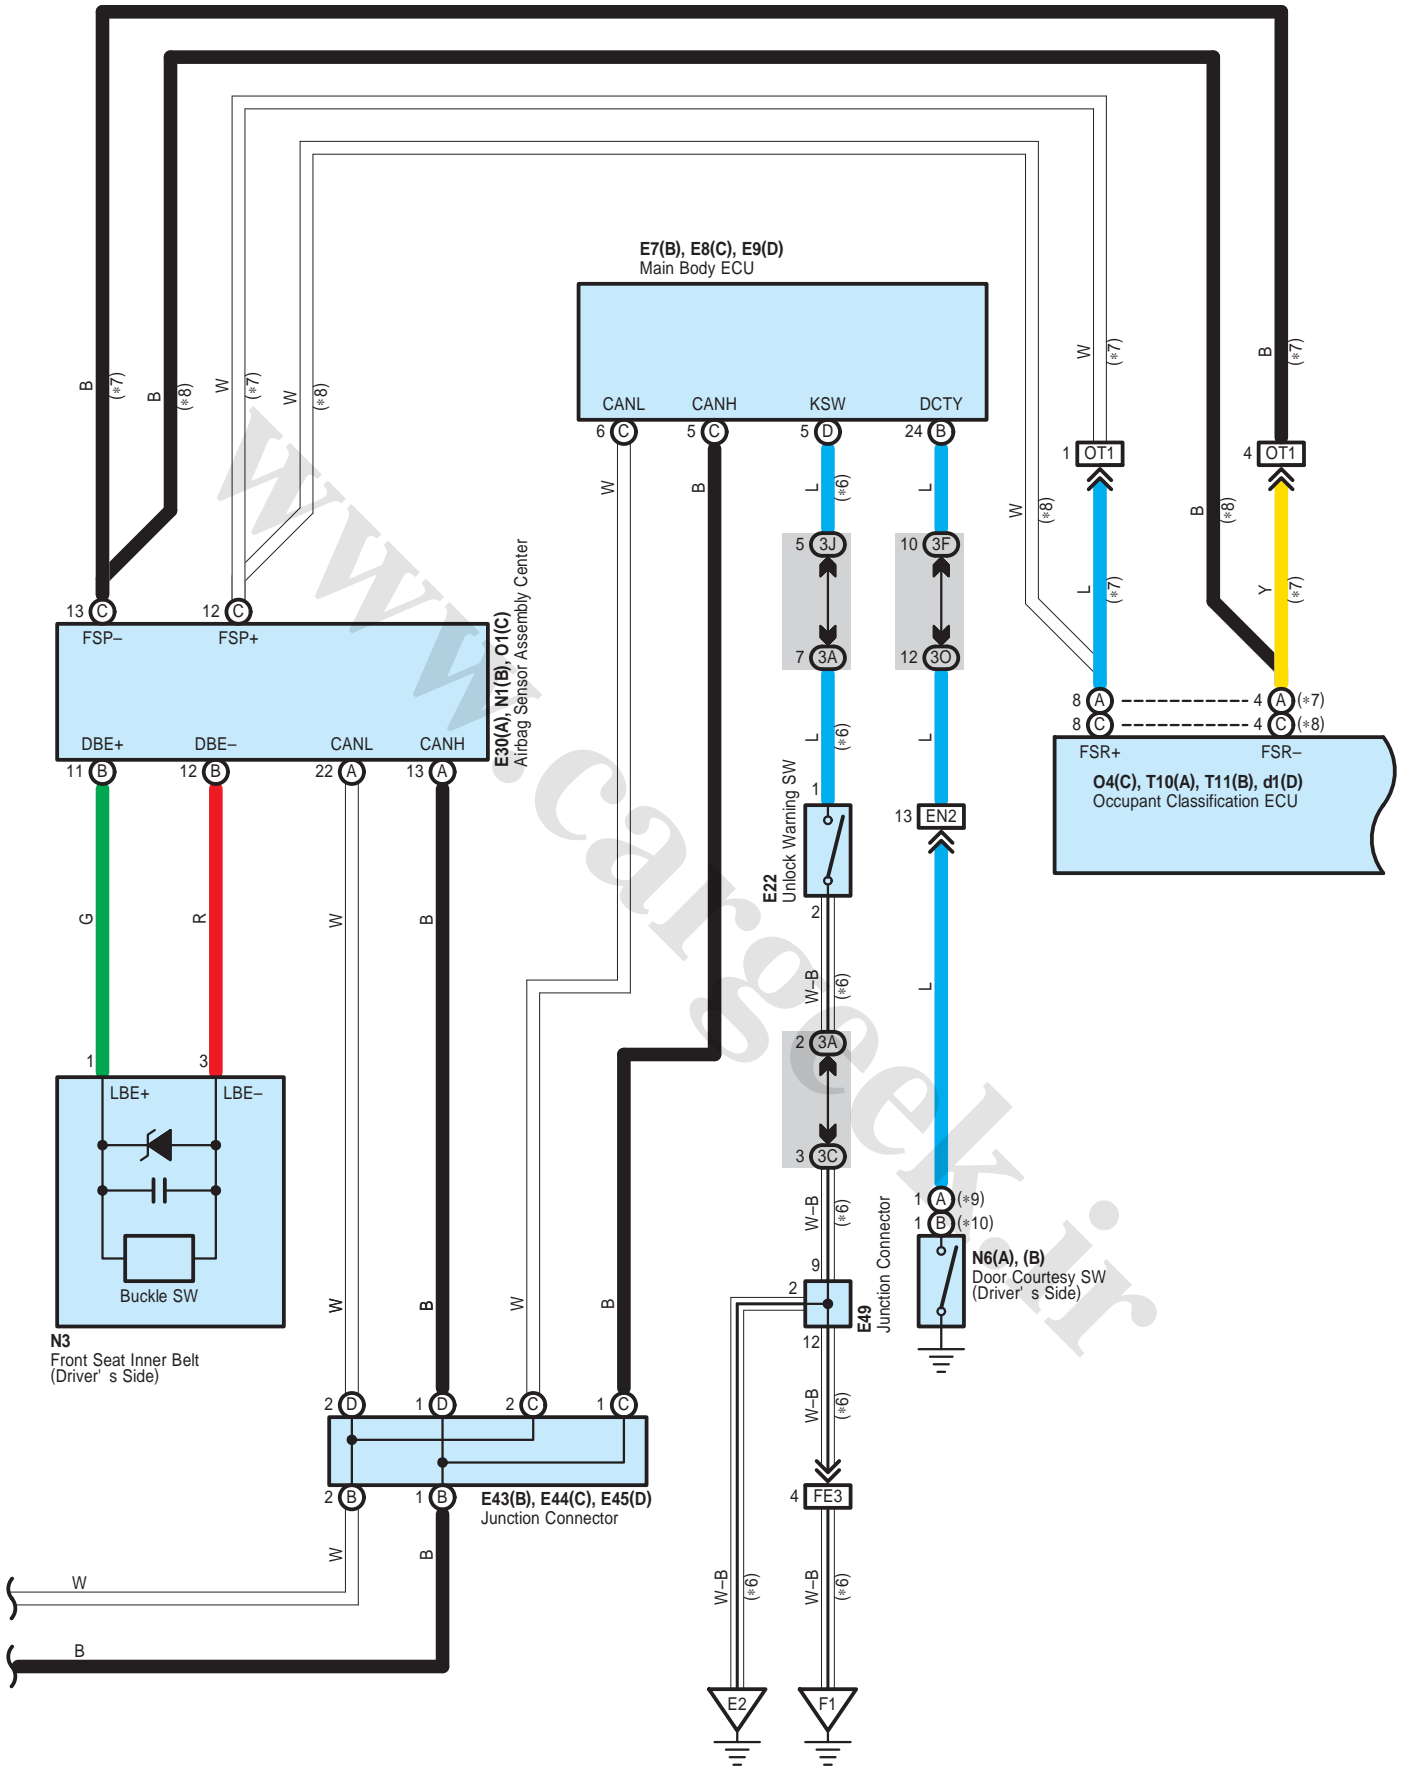 E7(B), E8(C), E9(D)
Main Body ECU
CANL
CANH
KSW
DCTY
6 C
5 C
5 D
24 B
B
(*7)
B
(*8)
W
(*7)
W
(*8)
W
(*7)
B
(*7)
1 OT1
4 OT1
W
B
L
(*6)
L
W
(*8)
B
(*8)
5 3J
10 3F
L
(*7)
Y
(*7)
13 C
12 C
FSP–
FSP+
E30(A), N1(B), O1(C)
Airbag Sensor Assembly Center
7 3A
12 3O
8 A
4 A (*7)
8 C
4 C (*8)
DBE+
DBE–
CANL
CANH
11 B
12 B
22 A
13 A
L
(*6)
L
FSR+
FSR–
O4(C), T10(A), T11(B), d1(D)
Occupant Classification ECU
1
E22
Unlock Warning SW
13 EN2
2
G
R
W
B
W–B
(*6)
L
2 3A
1
3
LBE+
LBE–
3 3C
Buckle SW
N3
Front Seat Inner Belt
(Driver' s Side)
W–B
(*6)
1 A (*9)
1 B (*10)
N6(A), (B)
Door Courtesy SW
(Driver' s Side)
W
B
W
B
9
2
12
E49
Junction Connector
2 D
1 D
2 C
1 C
W–B
(*6)
2 B
1 B
E43(B), E44(C), E45(D)
Junction Connector
4 FE3
W
B
W
B
W–B
(*6)
W–B
(*6)
E2
F1
www.cargeek.ir